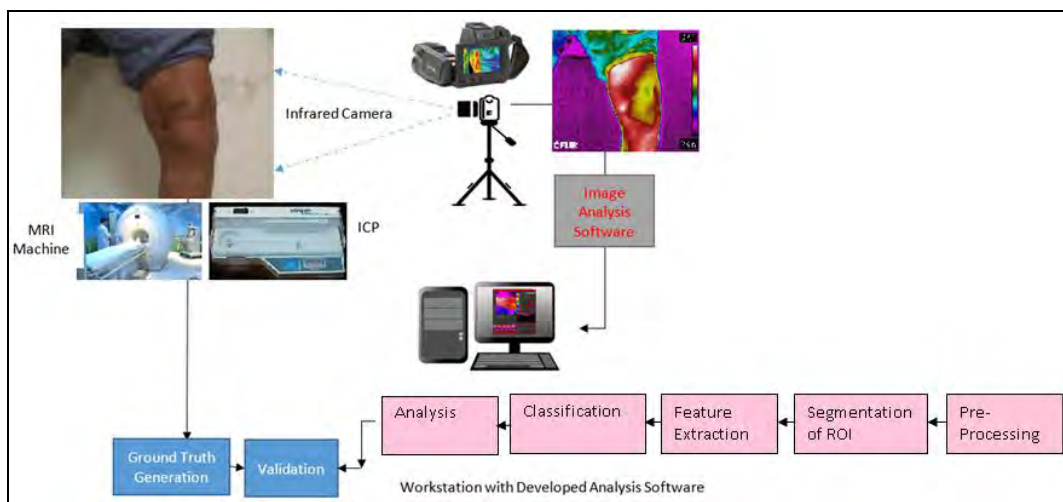 Infrared Camera
MRI
Machine
ICP
FLIR
Image
Analysis
Software
Analysis
Classification
Feature
Extraction
Segmentation
of ROI
Pre-
Processing
Ground Truth
Generation
Validation
Workstation with Developed Analysis Software